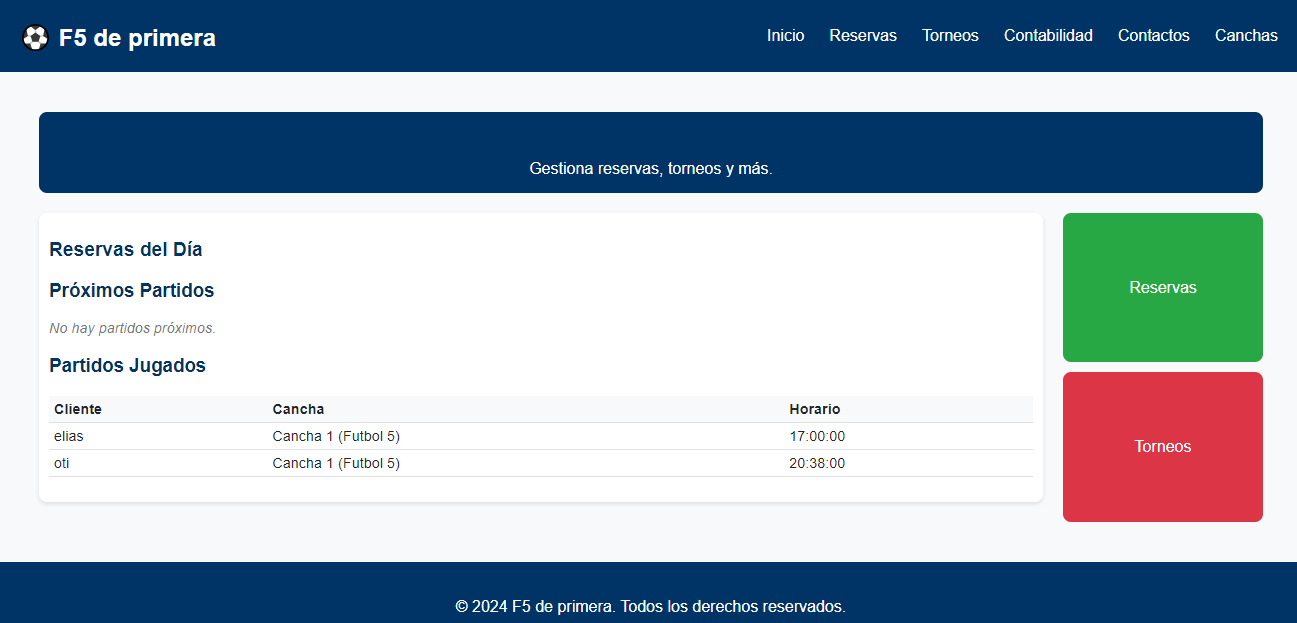 F5 de primera
Inicio Reservas Torneos Contabilidad Contactos Canchas
Gestiona reservas, torneos y más.
Reservas del Día
Próximos Partidos
No hay partidos próximos.
Partidos Jugados
Cliente Cancha Horario
elias Cancha 1 (Futbol 5) 17:00:00
oti Cancha 1 (Futbol 5) 20:38:00
Reservas
Torneos
© 2024 F5 de primera. Todos los derechos reservados.